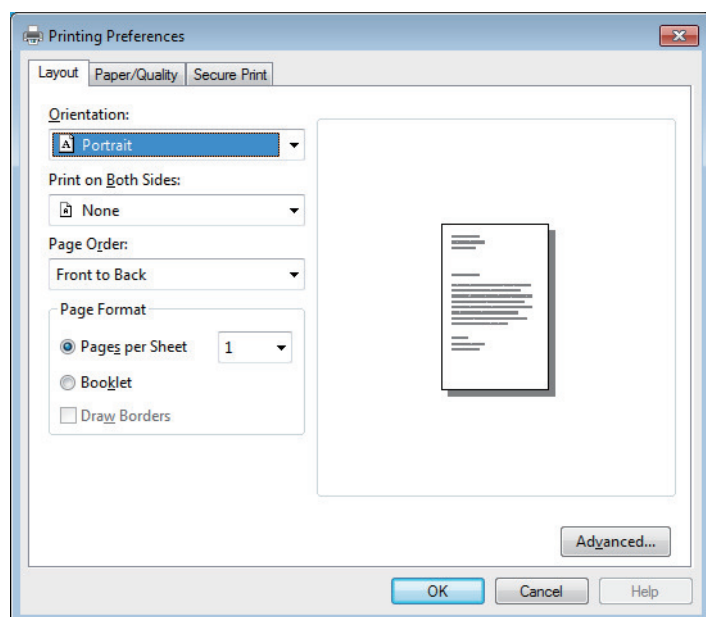 Printing Preferences
Layout Paper/Quality Secure Print
Orientation:
A Portrait
Print on Both Sides:
None
Page Order:
Front to Back
Page Format
Pages per Sheet 1
Booklet
Draw Borders
Advanced...
OK Cancel Help